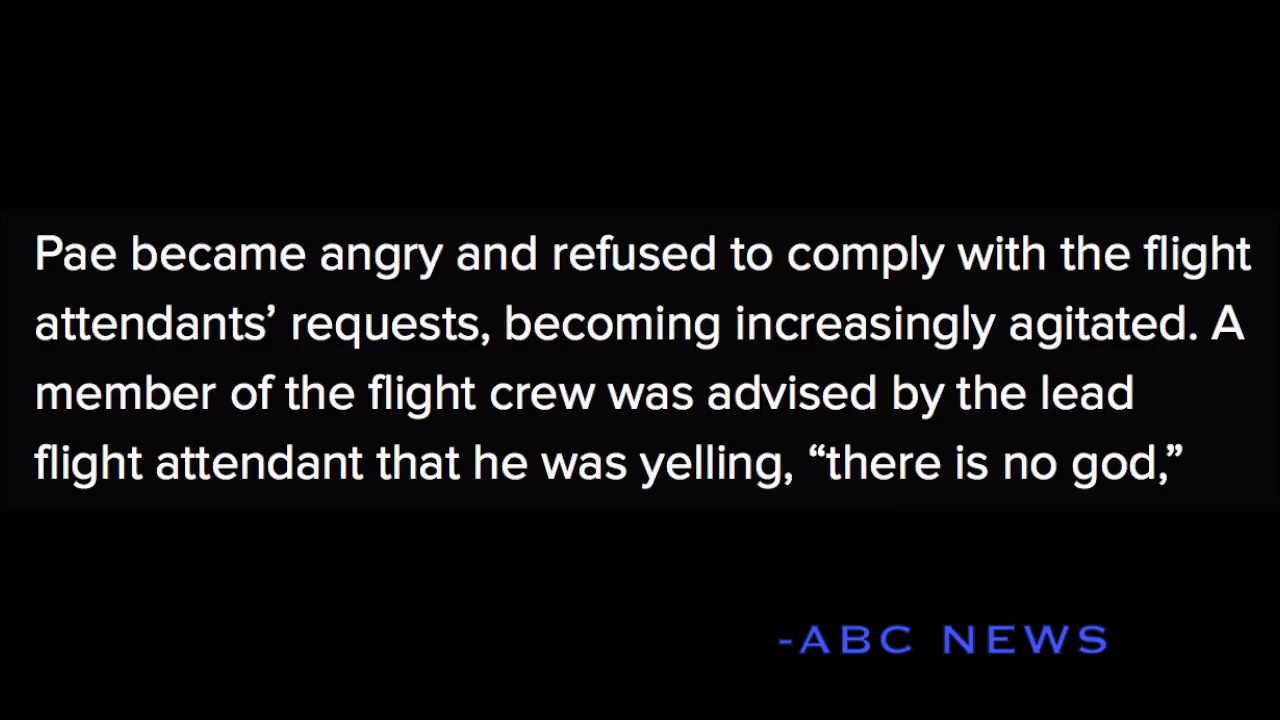 Pae became angry and refused to comply with the flight
attendants’ requests, becoming increasingly agitated. A
member of the flight crew was advised by the lead
flight attendant that he was yelling, “there is no god,”
-ABC NEWS